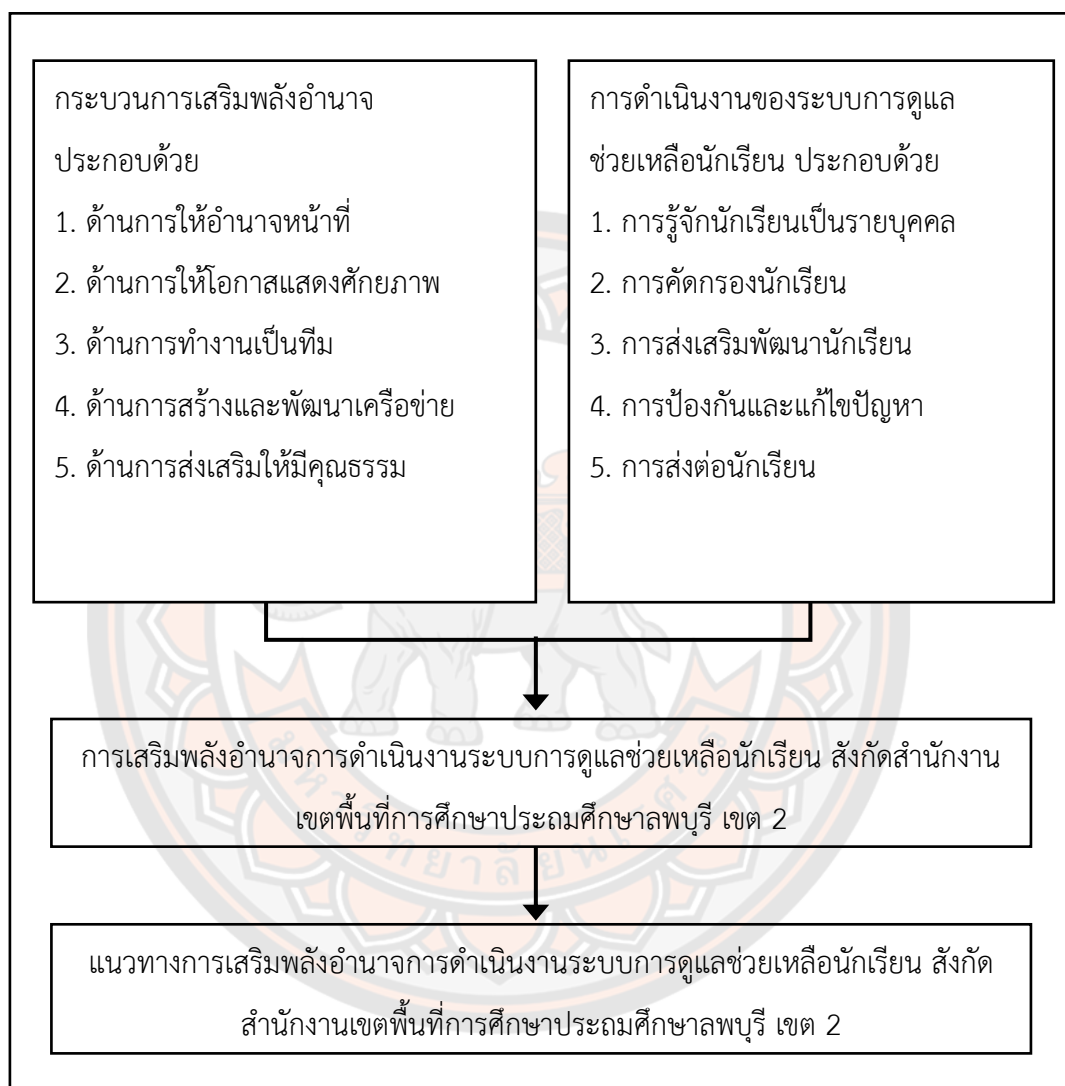 กระบวนการเสริมพลังอำนาจ
ประกอบด้วย
1. ด้านการให้อำนาจหน้าที่
2. ด้านการให้โอกาสแสดงศักยภาพ
3. ด้านการทำงานเป็นทีม
4. ด้านการสร้างและพัฒนาเครือข่าย
5. ด้านการส่งเสริมให้มีคุณธรรม
การดำเนินงานของระบบการดูแล
ช่วยเหลือนักเรียน ประกอบด้วย
1. การรู้จักนักเรียนเป็นรายบุคคล
2. การคัดกรองนักเรียน
3. การส่งเสริมพัฒนานักเรียน
4. การป้องกันและแก้ไขปัญหา
5. การส่งต่อนักเรียน
การเสริมพลังอำนาจการดำเนินงานระบบการดูแลช่วยเหลือนักเรียน สังกัดสำนักงาน
เขตพื้นที่การศึกษาประถมศึกษาลพบุรี เขต 2
แนวทางการเสริมพลังอำนาจการดำเนินงานระบบการดูแลช่วยเหลือนักเรียน สังกัด
สำนักงานเขตพื้นที่การศึกษาประถมศึกษาลพบุรี เขต 2